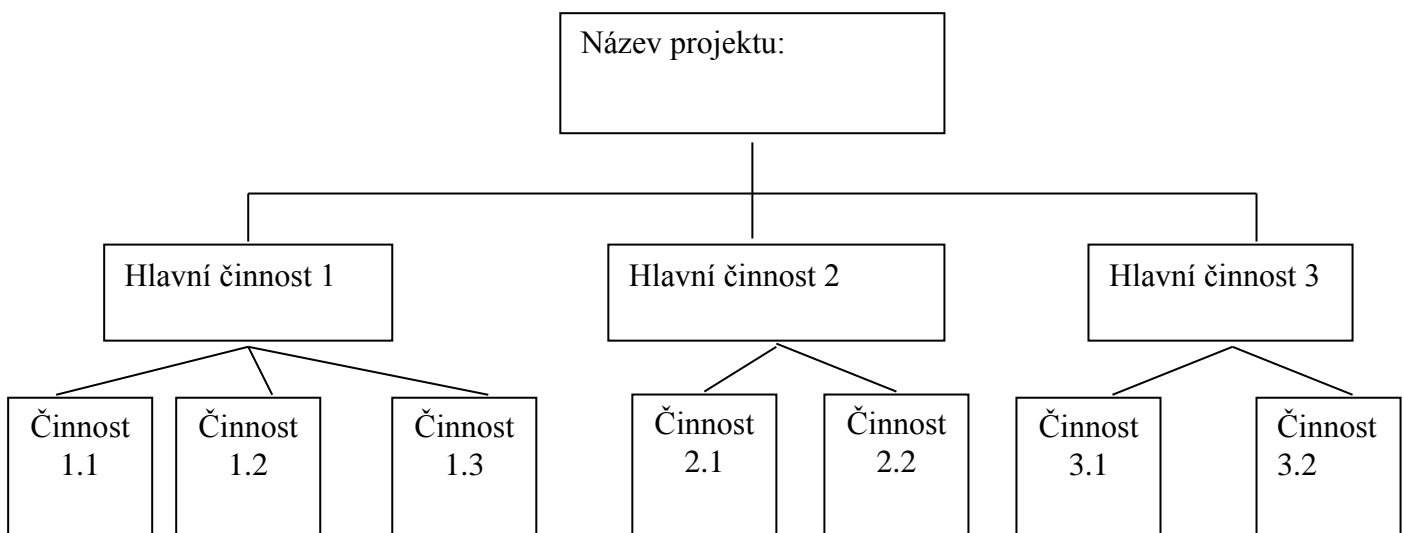 Název projektu:
Hlavní činnost 1
Hlavní činnost 2
Hlavní činnost 3
Činnost
1.1
Činnost
1.2
Činnost
1.3
Činnost
2.1
Činnost
2.2
Činnost
3.1
Činnost
3.2